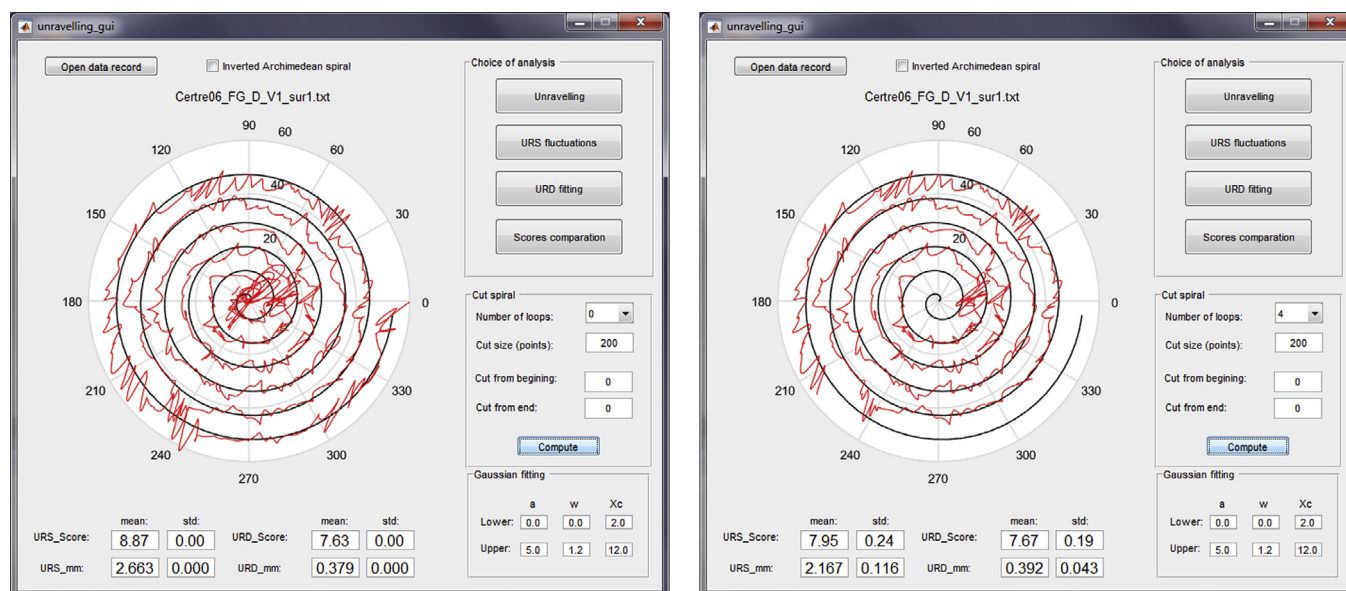 unravelling_gui
Open data record
Inverted Archimedean spiral
Certre06_FG_D_V1_sur1.txt
90
60
120
60
150
40
30
20
180
0
210
330
240
300
270
mean: std: mean: std:
URS_Score: 8.87 0.00 URD_Score: 7.63 0.00
URS_mm: 2.663 0.000 URD_mm: 0.379 0.000
Choice of analysis
Unravelling
URS fluctuations
URD fitting
Scores comparation
Cut spiral
Number of loops: 0
Cut size (points): 200
Cut from begining: 0
Cut from end: 0
Compute
Gaussian fitting
a w Xc
Lower: 0.0 0.0 2.0
Upper: 5.0 1.2 12.0
unravelling_gui
Open data record
Inverted Archimedean spiral
Certre06_FG_D_V1_sur1.txt
90
60
120
60
150
40
30
20
180
0
210
330
240
300
270
mean: std: mean: std:
URS_Score: 7.95 0.24 URD_Score: 7.67 0.19
URS_mm: 2.167 0.116 URD_mm: 0.392 0.043
Choice of analysis
Unravelling
URS fluctuations
URD fitting
Scores comparation
Cut spiral
Number of loops: 4
Cut size (points): 200
Cut from begining: 0
Cut from end: 0
Compute
Gaussian fitting
a w Xc
Lower: 0.0 0.0 2.0
Upper: 5.0 1.2 12.0